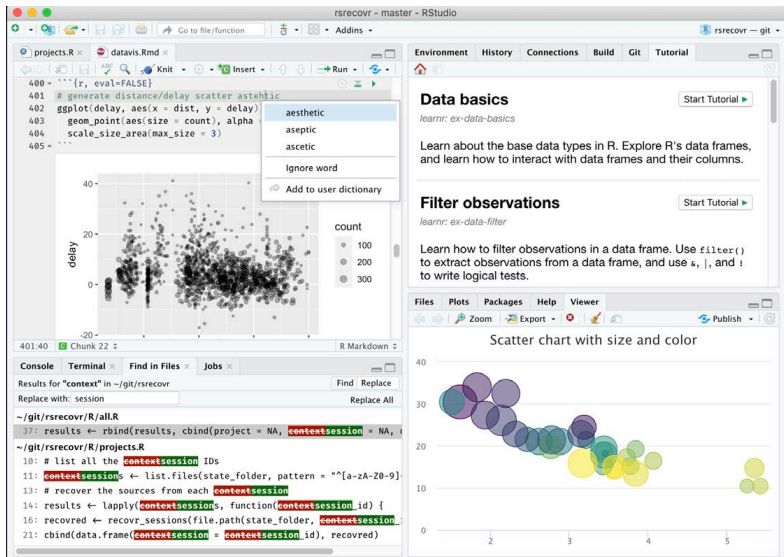 rsrecovr - master - RStudio
Go to file/function
Addins
rsrecovr — git
projects.R
datavis.Rmd
Knit
Insert
Run
400 ```{r, eval=FALSE}
401 # generate distance/delay scatter astehtic
402 ggplot(delay, aes(x = dist, y = delay)
403 geom_point(aes(size = count), alpha =
404 scale_size_area(max_size = 3)
405 ```
aesthetic
aseptic
ascetic
Ignore word
Add to user dictionary
40
20
0
-20
delay
count
100
200
300
401:40 Chunk 22
R Markdown
Console Terminal Find in Files Jobs
Results for "context" in ~/git/rsrecovr
Find Replace
Replace with: session
Replace All
~/git/rsrecovr/R/all.R
37: results ← rbind(results, cbind(project = NA, contextsession = NA,
~/git/rsrecovr/R/projects.R
10: # list all the contextsession IDs
11: contextsessions ← list.files(state_folder, pattern = "^[a-zA-Z0-9]
13: # recover the sources from each contextsession
14: results ← lapply(contextsessions, function(contextsession_id) {
16: recovred ← recovr_sessions(file.path(state_folder, contextsession_
21: cbind(data.frame(contextsession = contextsession_id), recovred)
Environment History Connections Build Git Tutorial
Data basics
Start Tutorial
learnr: ex-data-basics
Learn about the base data types in R. Explore R's data frames,
and learn how to interact with data frames and their columns.
Filter observations
Start Tutorial
learnr: ex-data-filter
Learn how to filter observations in a data frame. Use filter()
to extract observations from a data frame, and use &, |, and !
to write logical tests.
Files Plots Packages Help Viewer
Zoom Export Publish
Scatter chart with size and color
40
30
20
10
0
2 3 4 5